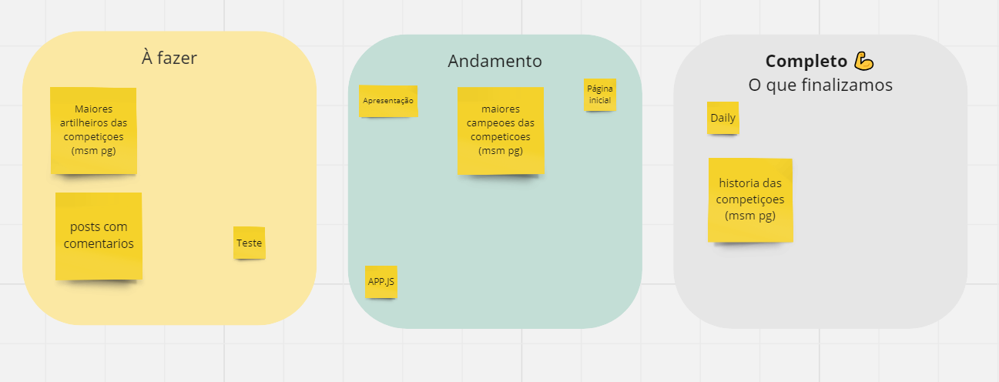 À fazer
Maiores
artilheiros das
competiçoes
(msm pg)
posts com
comentarios
Teste
Andamento
Apresentação
maiores
campeoes das
competicoes
(msm pg)
Página
inicial
APP.JS
Completo 💪
O que finalizamos
Daily
historia das
competiçoes
(msm pg)